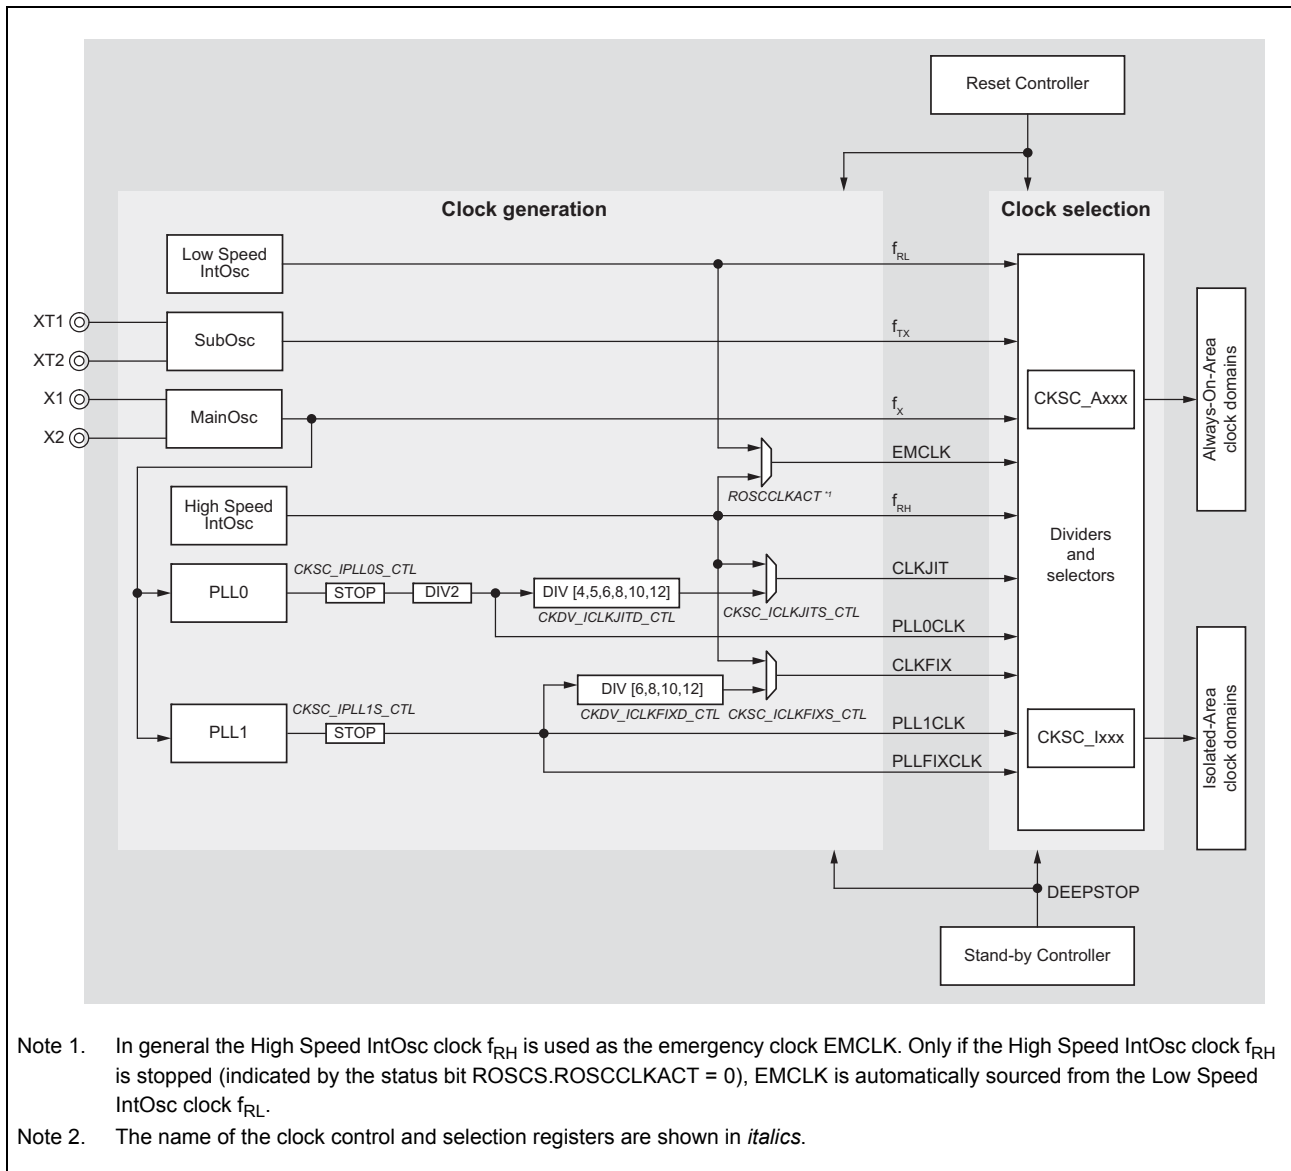 Reset Controller
Clock generation
Clock selection
Low Speed
IntOsc
f_RL
XT1
SubOsc
f_TX
XT2
X1
MainOsc
f_X
CKSC_Axxx
X2
Always-On-Area
clock domains
EMCLK
ROSCCLKACT *1
High Speed
IntOsc
f_RH
Dividers
and
selectors
CKSC_IPLL0S_CTL
PLL0
STOP
DIV2
DIV [4,5,6,8,10,12]
CKDV_ICLKJITD_CTL
CLKJIT
CKSC_ICLKJITS_CTL
PLL0CLK
CLKFIX
DIV [6,8,10,12]
CKDV_ICLKFIXD_CTL
CKSC_ICLKFIXS_CTL
CKSC_IPLL1S_CTL
PLL1
STOP
PLL1CLK
CKSC_Ixxx
PLLFIXCLK
Isolated-Area
clock domains
DEEPSTOP
Stand-by Controller
Note 1. In general the High Speed IntOsc clock f_RH is used as the emergency clock EMCLK. Only if the High Speed IntOsc clock f_RH
is stopped (indicated by the status bit ROSCS.ROSCCLKACT = 0), EMCLK is automatically sourced from the Low Speed
IntOsc clock f_RL.
Note 2. The name of the clock control and selection registers are shown in italics.